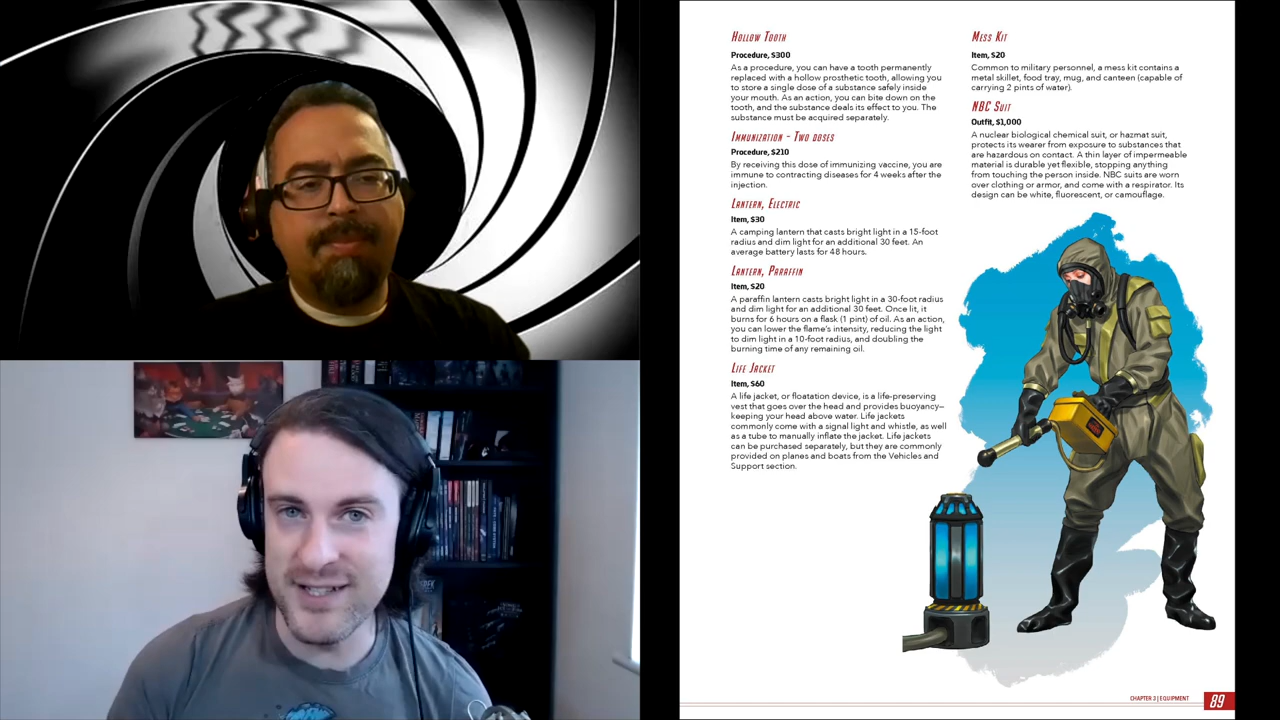 Hollow Tooth
Procedure, $300
As a procedure, you can have a tooth permanently
replaced with a hollow prosthetic tooth, allowing you
to store a single dose of a substance safely inside
your mouth. As an action, you can bite down on the
tooth, and the substance deals its effect to you. The
substance must be acquired separately.
Immunization - Two doses
Procedure, $210
By receiving this dose of immunizing vaccine, you are
immune to contracting diseases for 4 weeks after the
injection.
Lantern, Electric
Item, $30
A camping lantern that casts bright light in a 15-foot
radius and dim light for an additional 30 feet. An
average battery lasts for 48 hours.
Lantern, Paraffin
Item, $20
A paraffin lantern casts bright light in a 30-foot radius
and dim light for an additional 30 feet. Once lit, it
burns for 6 hours on a flask (1 pint) of oil. As an action,
you can lower the flame's intensity, reducing the light
to dim light in a 10-foot radius, and doubling the
burning time of any remaining oil.
Life Jacket
Item, $60
A life jacket, or floatation device, is a life-preserving
vest that goes over the head and provides buoyancy—
keeping your head above water. Life jackets
commonly come with a signal light and whistle, as well
as a tube to manually inflate the jacket. Life jackets
can be purchased separately, but they are commonly
provided on planes and boats from the Vehicles and
Support section.
Mess Kit
Item, $20
Common to military personnel, a mess kit contains a
metal skillet, food tray, mug, and canteen (capable of
carrying 2 pints of water).
NBC Suit
Outfit, $1,000
A nuclear biological chemical suit, or hazmat suit,
protects its wearer from exposure to substances that
are hazardous on contact. A thin layer of impermeable
material is durable yet flexible, stopping anything
from touching the person inside. NBC suits are worn
over clothing or armor, and come with a respirator. Its
design can be white, fluorescent, or camouflage.
CHAPTER 3 | EQUIPMENT
89